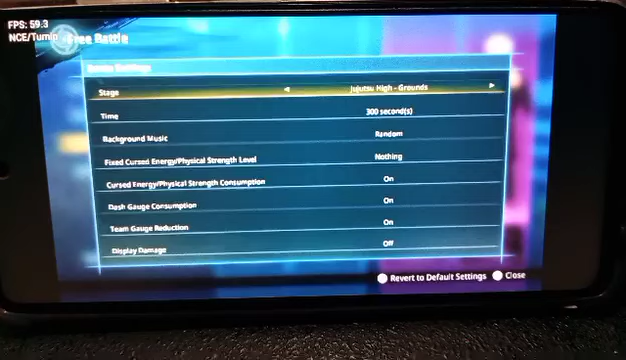 FPS: 59.3
NCE/Turnip
Free Battle
Stage Jujutsu High - Grounds
Time 300 second(s)
Background Music Random
Fixed Cursed Energy/Physical Strength Level Nothing
Cursed Energy/Physical Strength Consumption On
Dash Gauge Consumption On
Team Gauge Reduction On
Display Damage Off
Revert to Default Settings Close